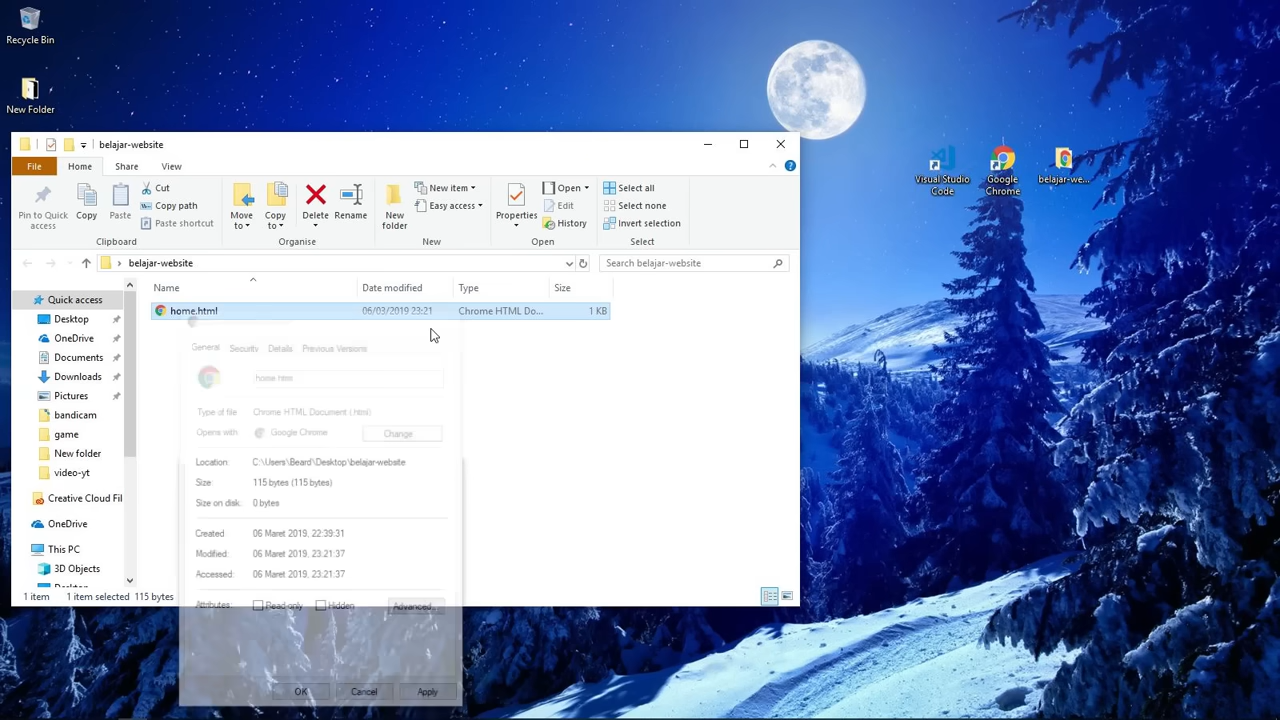 Recycle Bin
New Folder
Visual Studio
Code
Google
Chrome
belajar-we...
belajar-website
File
Home
Share
View
Pin to Quick
access
Copy
Paste
Cut
Copy path
Paste shortcut
Clipboard
Move
to
Copy
to
Delete
Rename
Organise
New
folder
New item
Easy access
New
Properties
Open
Edit
History
Open
Select all
Select none
Invert selection
Select
belajar-website
Search belajar-website
Name
Date modified
Type
Size
home.html
06/03/2019 23:21
Chrome HTML Do...
1 KB
Quick access
Desktop
OneDrive
Documents
Downloads
Pictures
bandicam
game
New folder
video-yt
Creative Cloud Fil
OneDrive
This PC
3D Objects
Desktop
General
Security
Details
Previous Versions
home.html
Type of file
Chrome HTML Document (.html)
Opens with
Google Chrome
Change...
Location:
C:\Users\Beard\Desktop\belajar-website
Size:
115 bytes (115 bytes)
Size on disk:
0 bytes
Created
06 Maret 2019, 22:39:31
Modified:
06 Maret 2019, 23:21:37
Accessed:
06 Maret 2019, 23:21:37
Attributes:
Read-only
Hidden
Advanced...
OK
Cancel
Apply
1 item
1 item selected
115 bytes